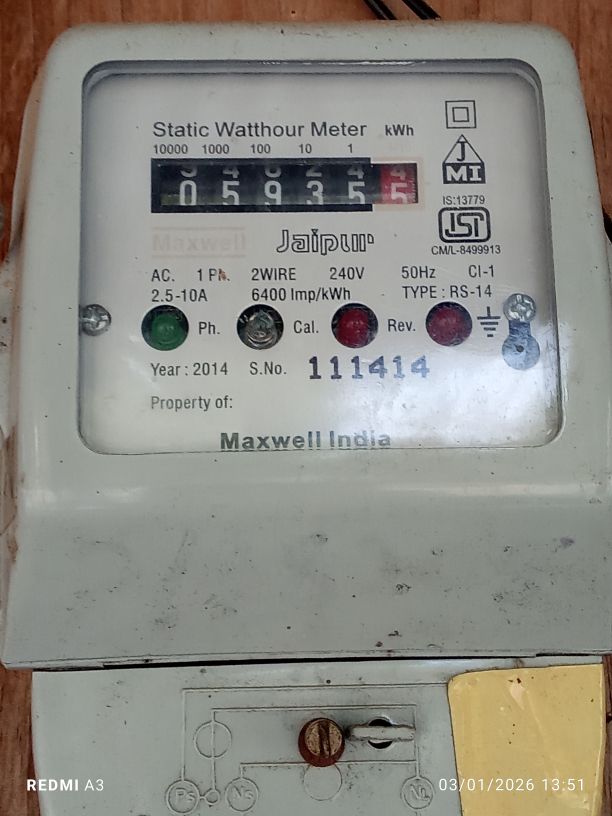 Static Watthour Meter kWh
10000 1000 100 10 1
0 5 9 3 5 5
J
MI
IS:13779
ISI
CM/L-8499913
Maxwell Jaipur
AC. 1 Ph. 2WIRE 240V 50Hz Cl-1
2.5-10A 6400 Imp/kWh TYPE : RS-14
Ph. Cal. Rev.
Year : 2014 S.No. 111414
Property of:
Maxwell India
Ps Ns NL
REDMI A3 03/01/2026 13:51